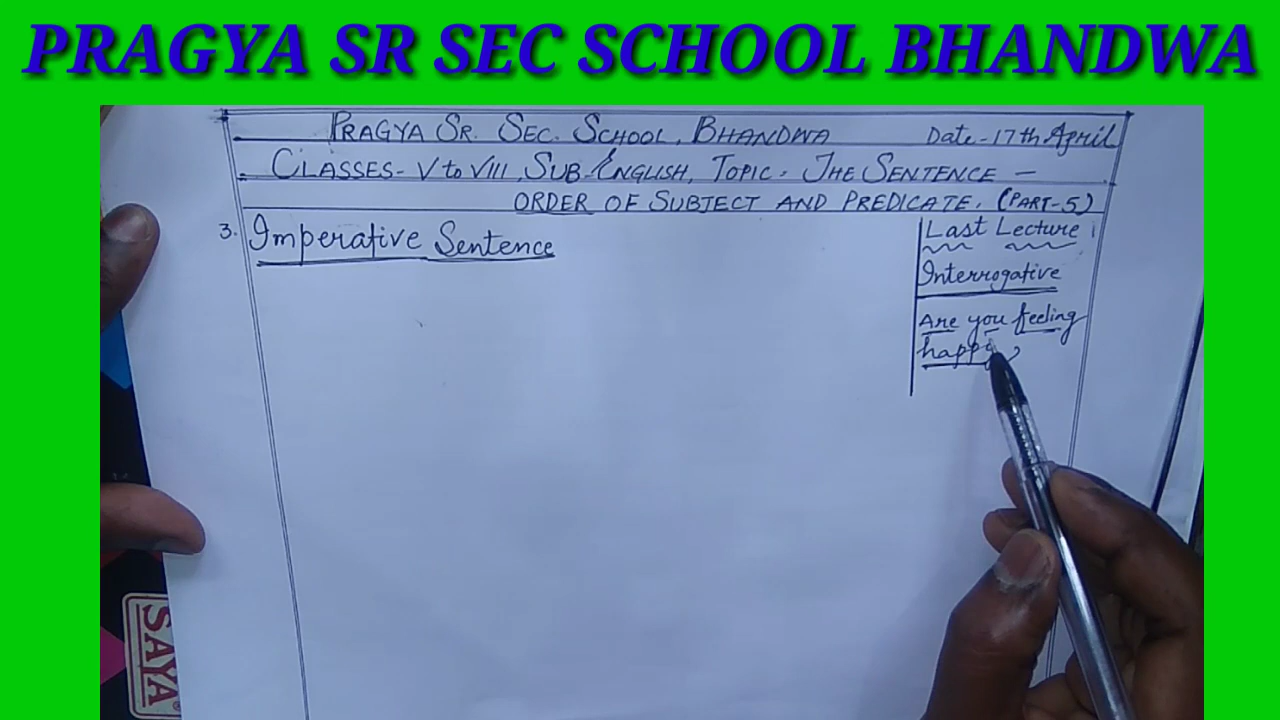 PRAGYA SR SEC SCHOOL BHANDWA
PRAGYA SR. SEC. SCHOOL, BHANDWA Date-17th April
CLASSES- V to VIII, SUB-ENGLISH, TOPIC- THE SENTENCE -
ORDER OF SUBJECT AND PREDICATE. (PART-5)
3. Imperative Sentence
Last Lecture
Interrogative
Are you feeling
happy?
SAYA